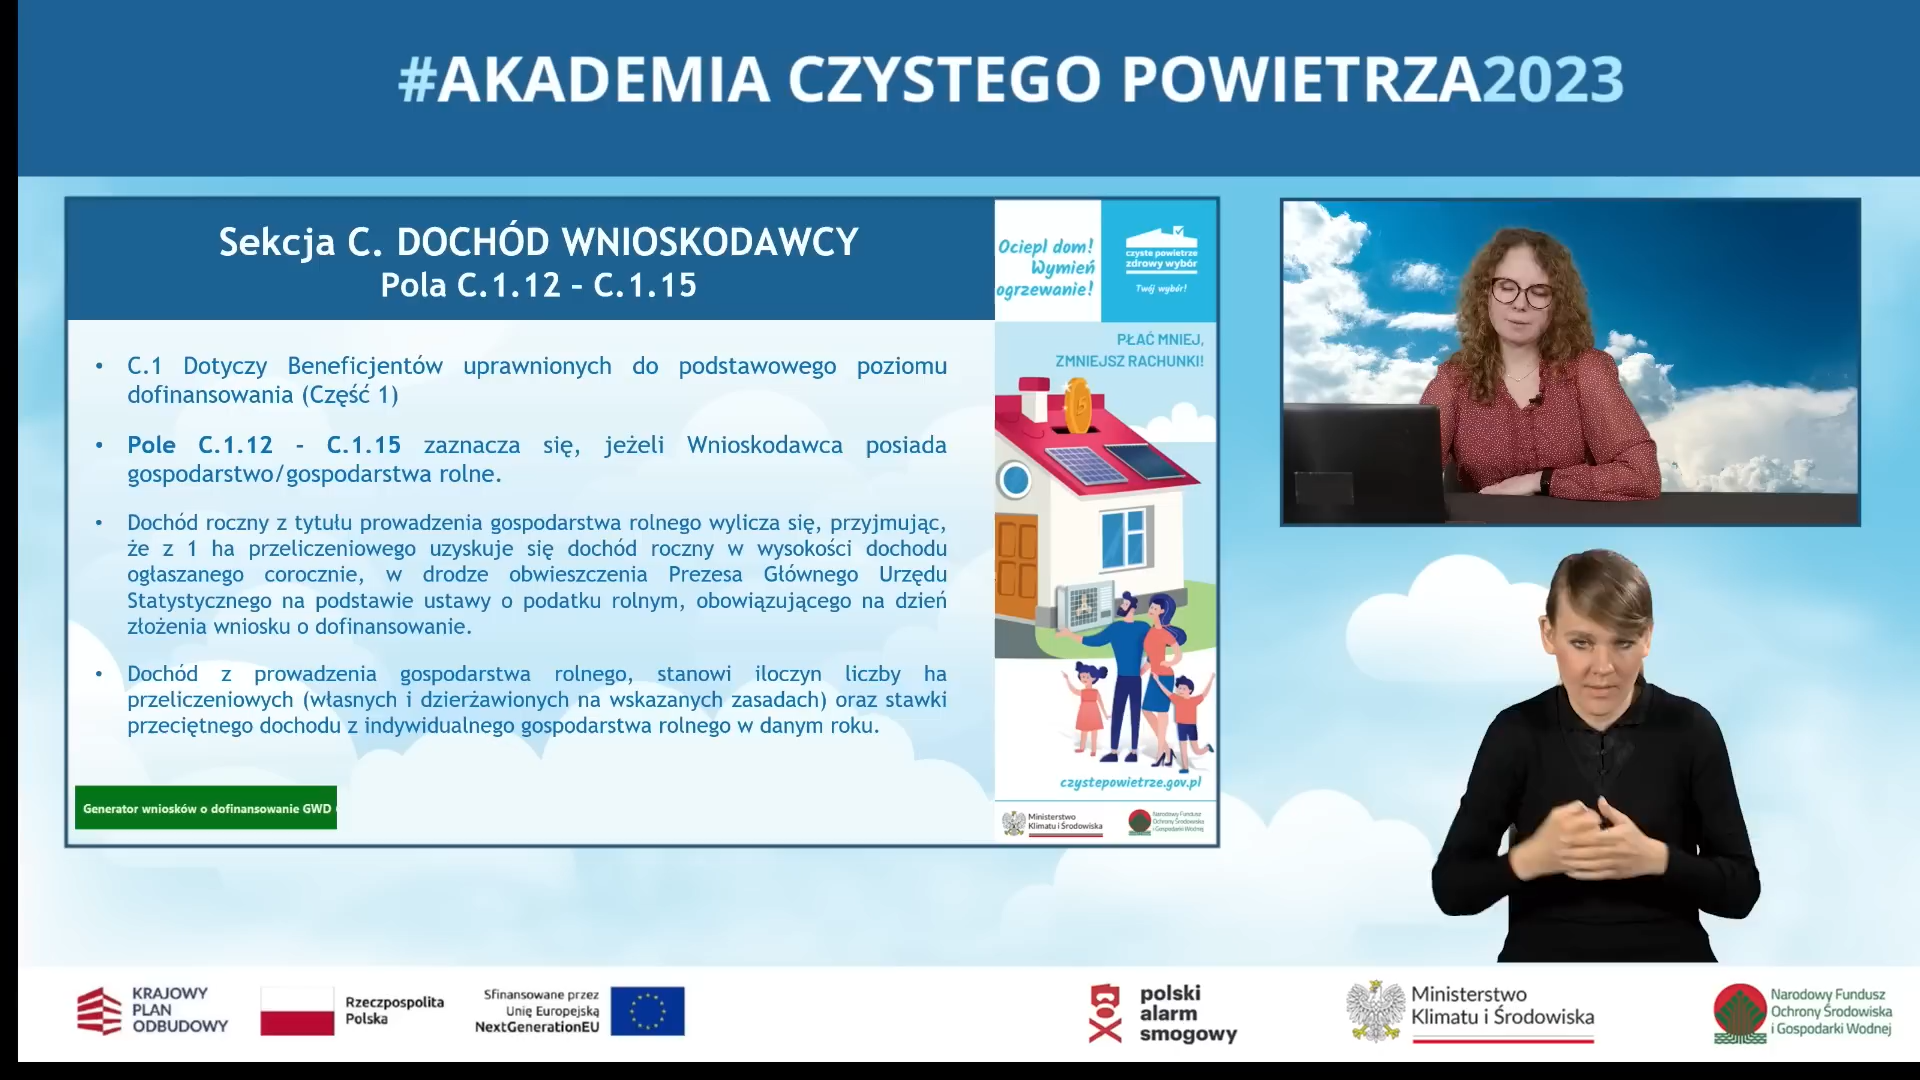 #AKADEMIA CZYSTEGO POWIETRZA2023
Sekcja C. DOCHÓD WNIOSKODAWCY
Pola C.1.12 – C.1.15
• C.1 Dotyczy Beneficjentów uprawnionych do podstawowego poziomu
dofinansowania (Część 1)
• Pole C.1.12 - C.1.15 zaznacza się, jeżeli Wnioskodawca posiada
gospodarstwo/gospodarstwa rolne.
• Dochód roczny z tytułu prowadzenia gospodarstwa rolnego wylicza się, przyjmując,
że z 1 ha przeliczeniowego uzyskuje się dochód roczny w wysokości dochodu
ogłaszanego corocznie, w drodze obwieszczenia Prezesa Głównego Urzędu
Statystycznego na podstawie ustawy o podatku rolnym, obowiązującego na dzień
złożenia wniosku o dofinansowanie.
• Dochód z prowadzenia gospodarstwa rolnego, stanowi iloczyn liczby ha
przeliczeniowych (własnych i dzierżawionych na wskazanych zasadach) oraz stawki
przeciętnego dochodu z indywidualnego gospodarstwa rolnego w danym roku.
Generator wniosków o dofinansowanie GWD
Ociepl dom!
Wymień
ogrzewanie!
czyste powietrze
zdrowy wybór
Twój wybór!
PŁAĆ MNIEJ,
ZMNIEJSZ RACHUNKI!
czystepowietrze.gov.pl
Ministerstwo
Klimatu i Środowiska
Narodowy Fundusz
Ochrony Środowiska
i Gospodarki Wodnej
KRAJOWY
PLAN
ODBUDOWY
Rzeczpospolita
Polska
Sfinansowane przez
Unię Europejską
NextGenerationEU
polski
alarm
smogowy
Ministerstwo
Klimatu i Środowiska
Narodowy Fundusz
Ochrony Środowiska
i Gospodarki Wodnej